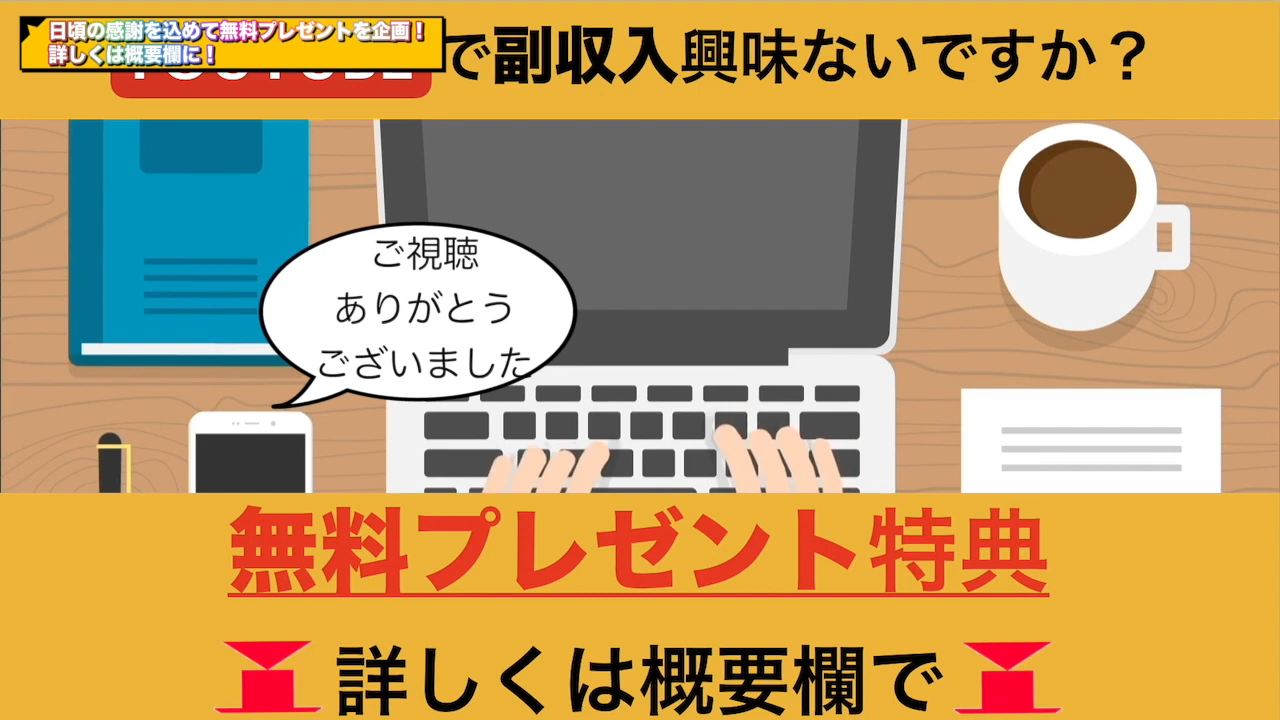 日頃の感謝を込めて無料プレゼントを企画！
詳しくは概要欄に！
で副収入興味ないですか？
ご視聴
ありがとう
ございました
無料プレゼント特典
詳しくは概要欄で